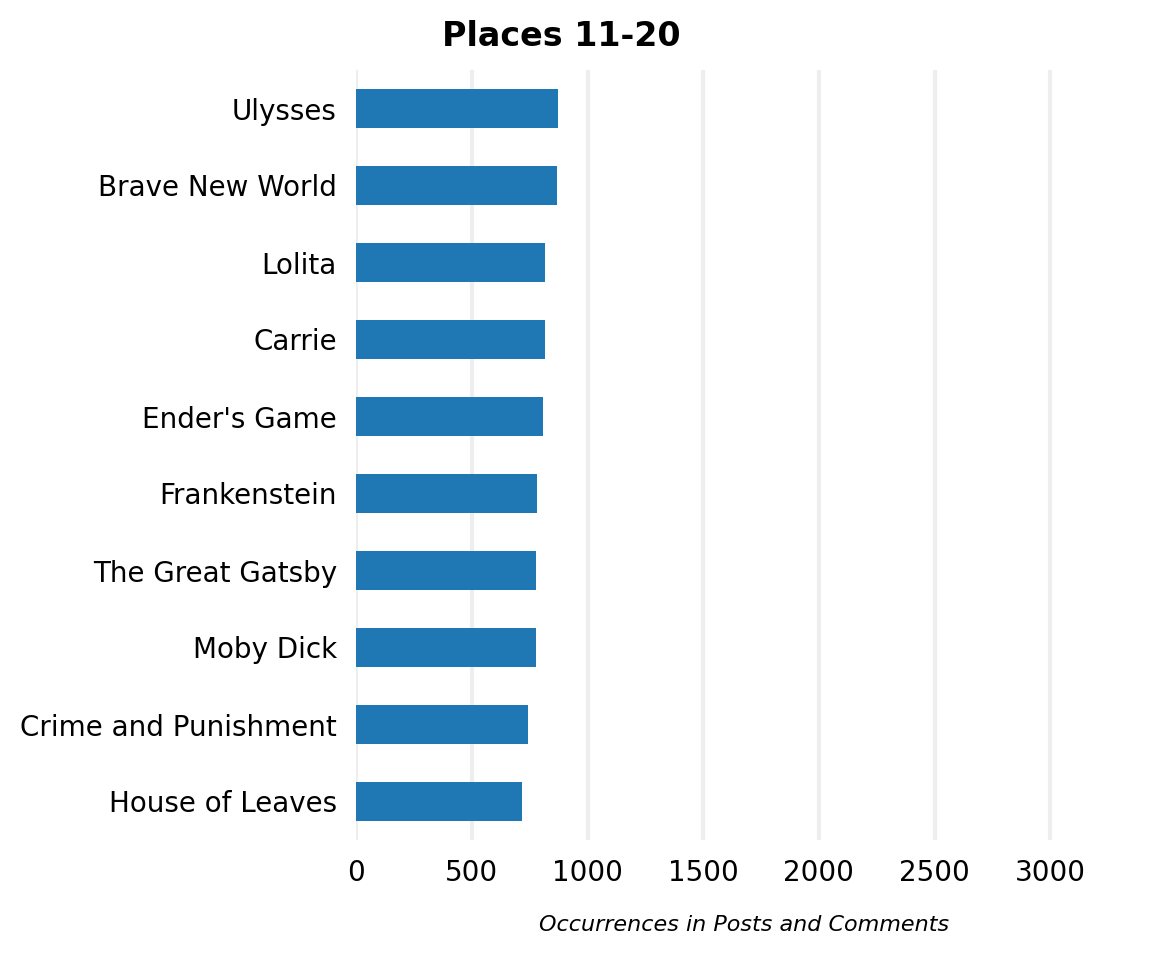 Places 11-20
Ulysses
Brave New World
Lolita
Carrie
Ender's Game
Frankenstein
The Great Gatsby
Moby Dick
Crime and Punishment
House of Leaves
0 500 1000 1500 2000 2500 3000
Occurrences in Posts and Comments